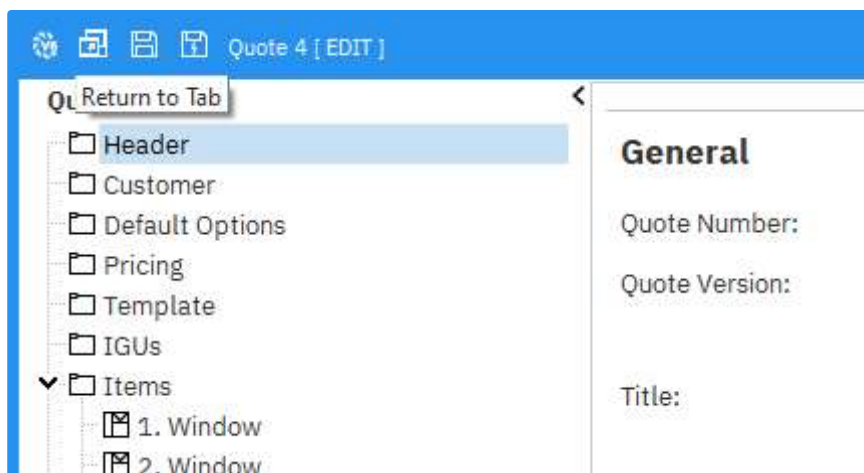 Quote 4 [ EDIT ]
Return to Tab
Header
Customer
Default Options
Pricing
Template
IGUs
Items
1. Window
2. Window
General
Quote Number:
Quote Version:
Title: